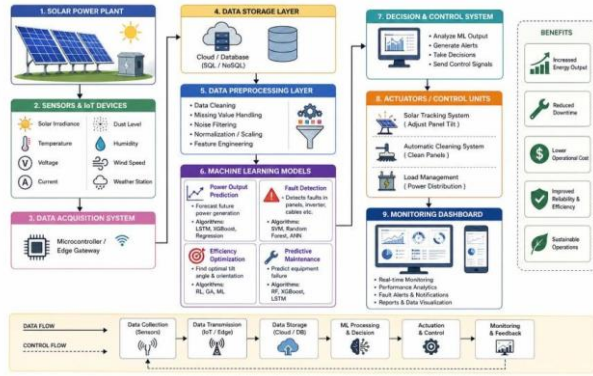 1. SOLAR POWER PLANT
2. SENSORS & IoT DEVICES
Solar Irradiance
Dust Level
Temperature
Humidity
V
Voltage
Wind Speed
A
Current
Weather Station
3. DATA ACQUISITION SYSTEM
Microcontroller /
Edge Gateway
4. DATA STORAGE LAYER
Cloud / Database
(SQL / NoSQL)
5. DATA PREPROCESSING LAYER
• Data Cleaning
• Missing Value Handling
• Noise Filtering
• Normalization / Scaling
• Feature Engineering
6. MACHINE LEARNING MODELS
Power Output
Prediction
• Forecast future
power generation
• Algorithms:
LSTM, XGBoost,
Regression
Fault Detection
• Detects faults in
panels, inverter,
cables etc.
• Algorithms:
SVM, Random
Forest, ANN
Efficiency
Optimization
• Find optimal tilt
angle & orientation
• Algorithms:
RL, GA, ML
Predictive
Maintenance
• Predict equipment
failure
• Algorithms:
RF, XGBoost,
LSTM
7. DECISION & CONTROL SYSTEM
• Analyze ML Output
• Generate Alerts
• Take Decisions
• Send Control Signals
8. ACTUATORS / CONTROL UNITS
Solar Tracking System
( Adjust Panel Tilt )
Automatic Cleaning System
( Clean Panels )
Load Management
( Power Distribution )
9. MONITORING DASHBOARD
• Real-time Monitoring
• Performance Analytics
• Fault Alerts & Notifications
• Reports & Data Visualization
BENEFITS
Increased
Energy Output
Reduced
Downtime
$
Lower
Operational Cost
Improved
Reliability &
Efficiency
Sustainable
Operations
DATA FLOW
CONTROL FLOW
Data Collection
(Sensors)
Data Transmission
(IoT / Edge)
Data Storage
(Cloud / DB)
ML Processing
& Decision
Actuation
& Control
Monitoring
& Feedback